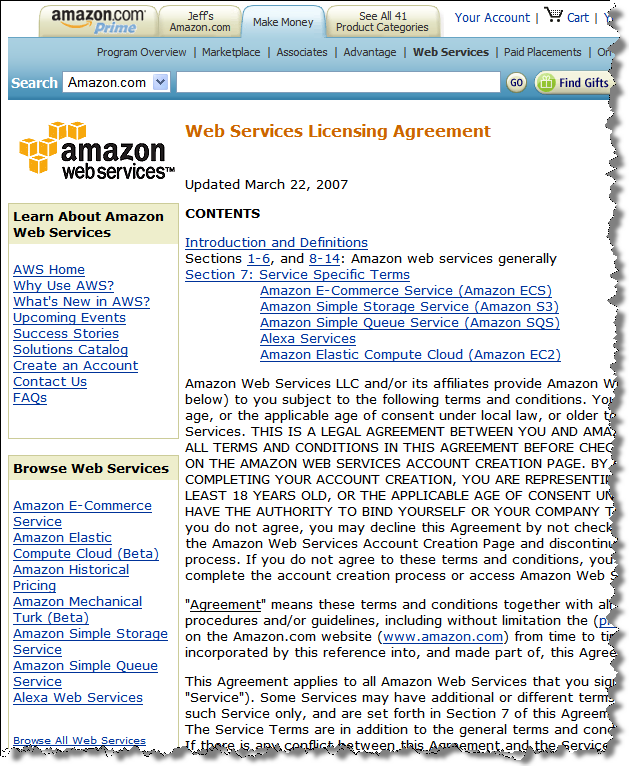 amazon.com Prime
Jeff's Amazon.com
Make Money
See All 41 Product Categories
Your Account | Cart |
Program Overview | Marketplace | Associates | Advantage | Web Services | Paid Placements |
Search Amazon.com GO Find Gifts
amazon
webservices™
Web Services Licensing Agreement
Updated March 22, 2007
CONTENTS
Introduction and Definitions
Sections 1-6, and 8-14: Amazon web services generally
Section 7: Service Specific Terms
Amazon E-Commerce Service (Amazon ECS)
Amazon Simple Storage Service (Amazon S3)
Amazon Simple Queue Service (Amazon SQS)
Alexa Services
Amazon Elastic Compute Cloud (Amazon EC2)
Learn About Amazon
Web Services
AWS Home
Why Use AWS?
What's New in AWS?
Upcoming Events
Success Stories
Solutions Catalog
Create an Account
Contact Us
FAQs
Browse Web Services
Amazon E-Commerce
Service
Amazon Elastic
Compute Cloud (Beta)
Amazon Historical
Pricing
Amazon Mechanical
Turk (Beta)
Amazon Simple Storage
Service
Amazon Simple Queue
Service
Alexa Web Services
Browse All Web Services
Amazon Web Services LLC and/or its affiliates provide Amazon
below) to you subject to the following terms and conditions.
age, or the applicable age of consent under local law, or older
Services. THIS IS A LEGAL AGREEMENT BETWEEN YOU AND
ALL TERMS AND CONDITIONS IN THIS AGREEMENT BEFORE
ON THE AMAZON WEB SERVICES ACCOUNT CREATION PAGE. BY
COMPLETING YOUR ACCOUNT CREATION, YOU ARE
LEAST 18 YEARS OLD, OR THE APPLICABLE AGE OF CONSENT
HAVE THE AUTHORITY TO BIND YOURSELF OR YOUR COMPANY
you do not agree, you may decline this Agreement by not
the Amazon Web Services Account Creation Page and
process. If you do not agree to these terms and conditions, you
complete the account creation process or access Amazon Web
"Agreement" means these terms and conditions together with
procedures and/or guidelines, including without limitation the
on the Amazon.com website (www.amazon.com) from time to
incorporated by this reference into, and made part of, this
This Agreement applies to all Amazon Web Services that you
"Service"). Some Services may have additional or different terms
such Service only, and are set forth in Section 7 of this
The Service Terms are in addition to the general terms and
If there is any conflict between this Agreement and the Service